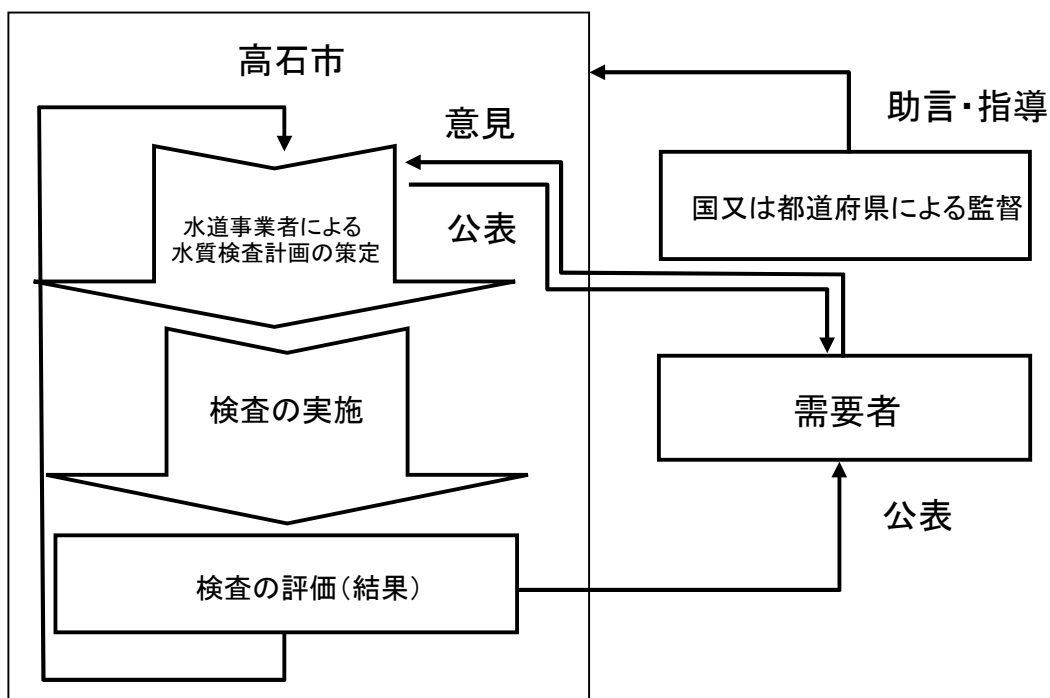 高石市
助言・指導
意見
国又は都道府県による監督
水道事業者による
水質検査計画の策定
公表
検査の実施
需要者
公表
検査の評価（結果）